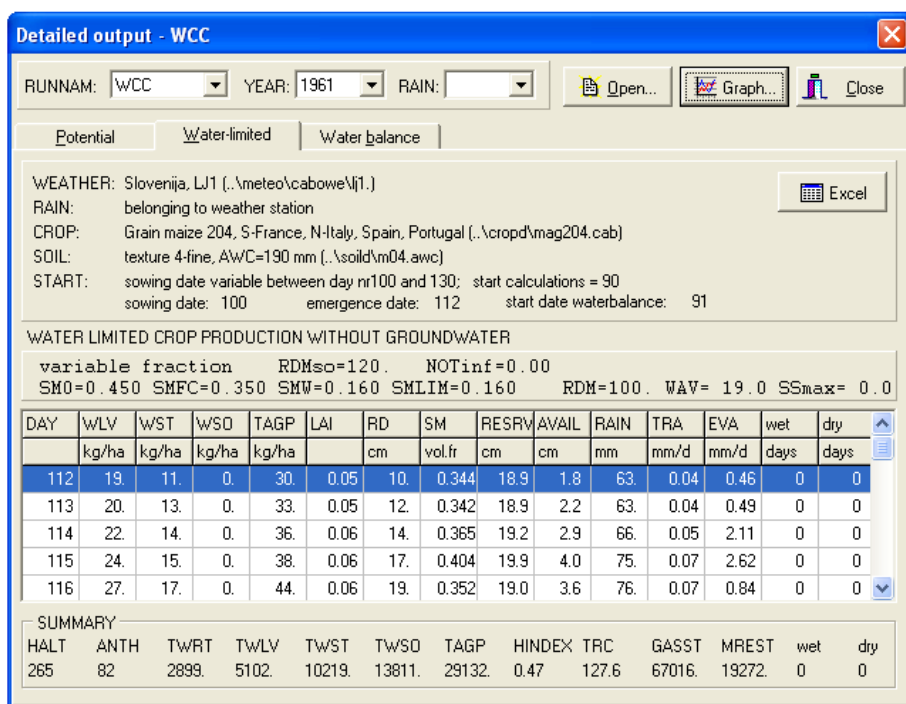 Detailed output - WCC
RUNNAM: WCC YEAR: 1961 RAIN: Open... Graph... Close
Potential Water-limited Water balance
WEATHER: Slovenija, LJ1 (..\meteo\cabowe\lj1.)
RAIN: belonging to weather station
Excel
CROP: Grain maize 204, S-France, N-Italy, Spain, Portugal (..\cropd\mag204.cab)
SOIL: texture 4-fine, AWC=190 mm (..\soild\m04.awc)
START: sowing date variable between day nr100 and 130; start calculations = 90
sowing date: 100 emergence date: 112 start date waterbalance: 91
WATER LIMITED CROP PRODUCTION WITHOUT GROUNDWATER
variable fraction RDMso=120. NOTinf=0.00
SM0=0.450 SMFC=0.350 SMW=0.160 SMLIM=0.160 RDM=100. WAV= 19.0 SSmax= 0.0
DAY WLV WST WSO TAGP LAI RD SM RESRV AVAIL RAIN TRA EVA wet dry
kg/ha kg/ha kg/ha kg/ha cm vol.fr cm cm mm mm/d mm/d days days
112 19. 11. 0. 30. 0.05 10. 0.344 18.9 1.8 63. 0.04 0.46 0 0
113 20. 13. 0. 33. 0.05 12. 0.342 18.9 2.2 63. 0.04 0.49 0 0
114 22. 14. 0. 36. 0.06 14. 0.365 19.2 2.9 66. 0.05 2.11 0 0
115 24. 15. 0. 38. 0.06 17. 0.404 19.9 4.0 75. 0.07 2.62 0 0
116 27. 17. 0. 44. 0.06 19. 0.352 19.0 3.6 76. 0.07 0.84 0 0
SUMMARY
HALT ANTH TWRT TWLV TWST TWSO TAGP HINDEX TRC GASST MREST wet dry
265 82 2899. 5102. 10219. 13811. 29132. 0.47 127.6 67016. 19272. 0 0